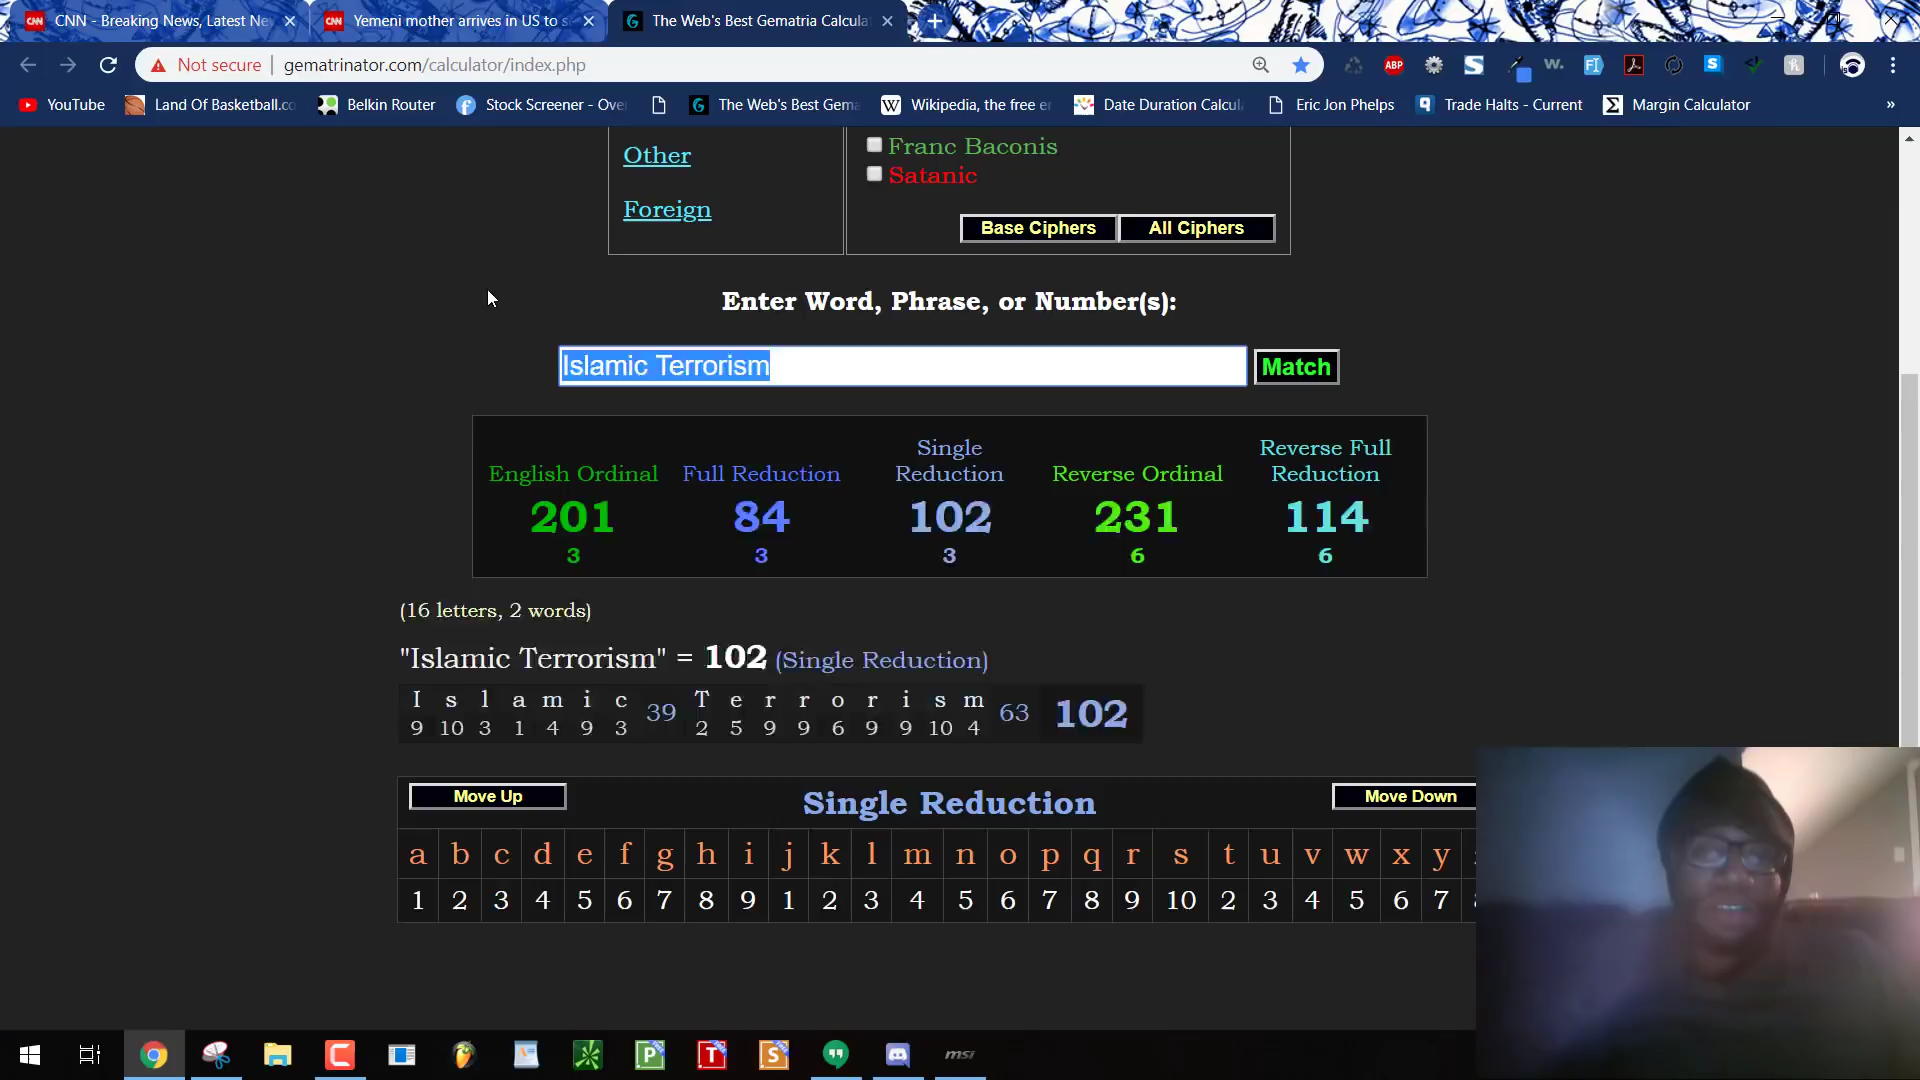 CNN - Breaking News, Latest Ne
Yemeni mother arrives in US to s
The Web's Best Gematria Calculat
Not secure | gematrinator.com/calculator/index.php
YouTube
Land Of Basketball.co
Belkin Router
Stock Screener - Over
The Web's Best Gema
Wikipedia, the free e
Date Duration Calcul
Eric Jon Phelps
Trade Halts - Current
Margin Calculator
»
Other
Foreign
Franc Baconis
Satanic
Base Ciphers
All Ciphers
Enter Word, Phrase, or Number(s):
Islamic Terrorism
Match
English Ordinal
201
3
Full Reduction
84
3
Single
Reduction
102
3
Reverse Ordinal
231
6
Reverse Full
Reduction
114
6
(16 letters, 2 words)
"Islamic Terrorism" = 102 (Single Reduction)
I s l a m i c 39 T e r r o r i s m 63 102
9 10 3 1 4 9 3 2 5 9 9 6 9 9 10 4
Move Up
Single Reduction
Move Down
a b c d e f g h i j k l m n o p q r s t u v w x y
1 2 3 4 5 6 7 8 9 1 2 3 4 5 6 7 8 9 10 2 3 4 5 6 7
msi